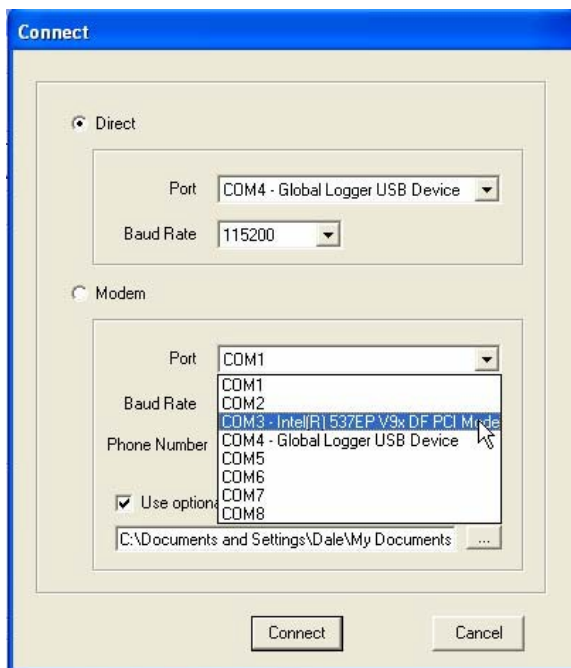 Connect
Direct
Port COM4 - Global Logger USB Device
Baud Rate 115200
Modem
Port COM1
COM1
COM2
Baud Rate
COM3 - Intel(R) 537EP V9x DF PCI Mode
Phone Number
COM4 - Global Logger USB Device
COM5
COM6
Use optiona
COM7
COM8
C:\Documents and Settings\Dale\My Documents ...
Connect Cancel